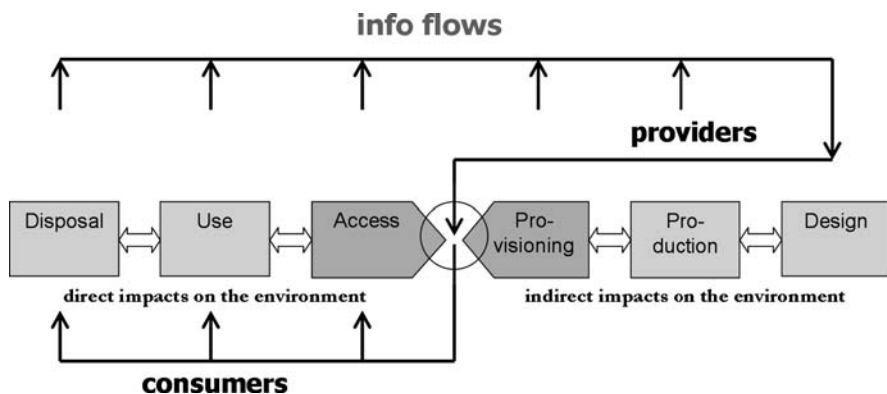 info flows
providers
Disposal
Use
Access
Pro-
visioning
Pro-
duction
Design
direct impacts on the environment
indirect impacts on the environment
consumers